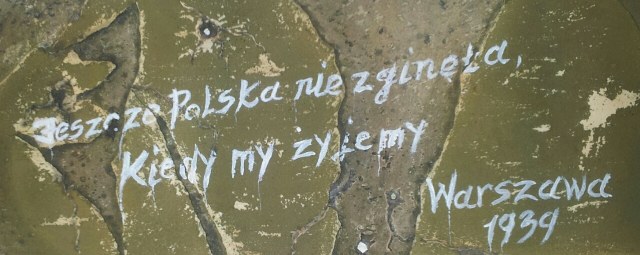 Jeszcze Polska nie zginęła,
Kiedy my żyjemy
Warszawa
1939